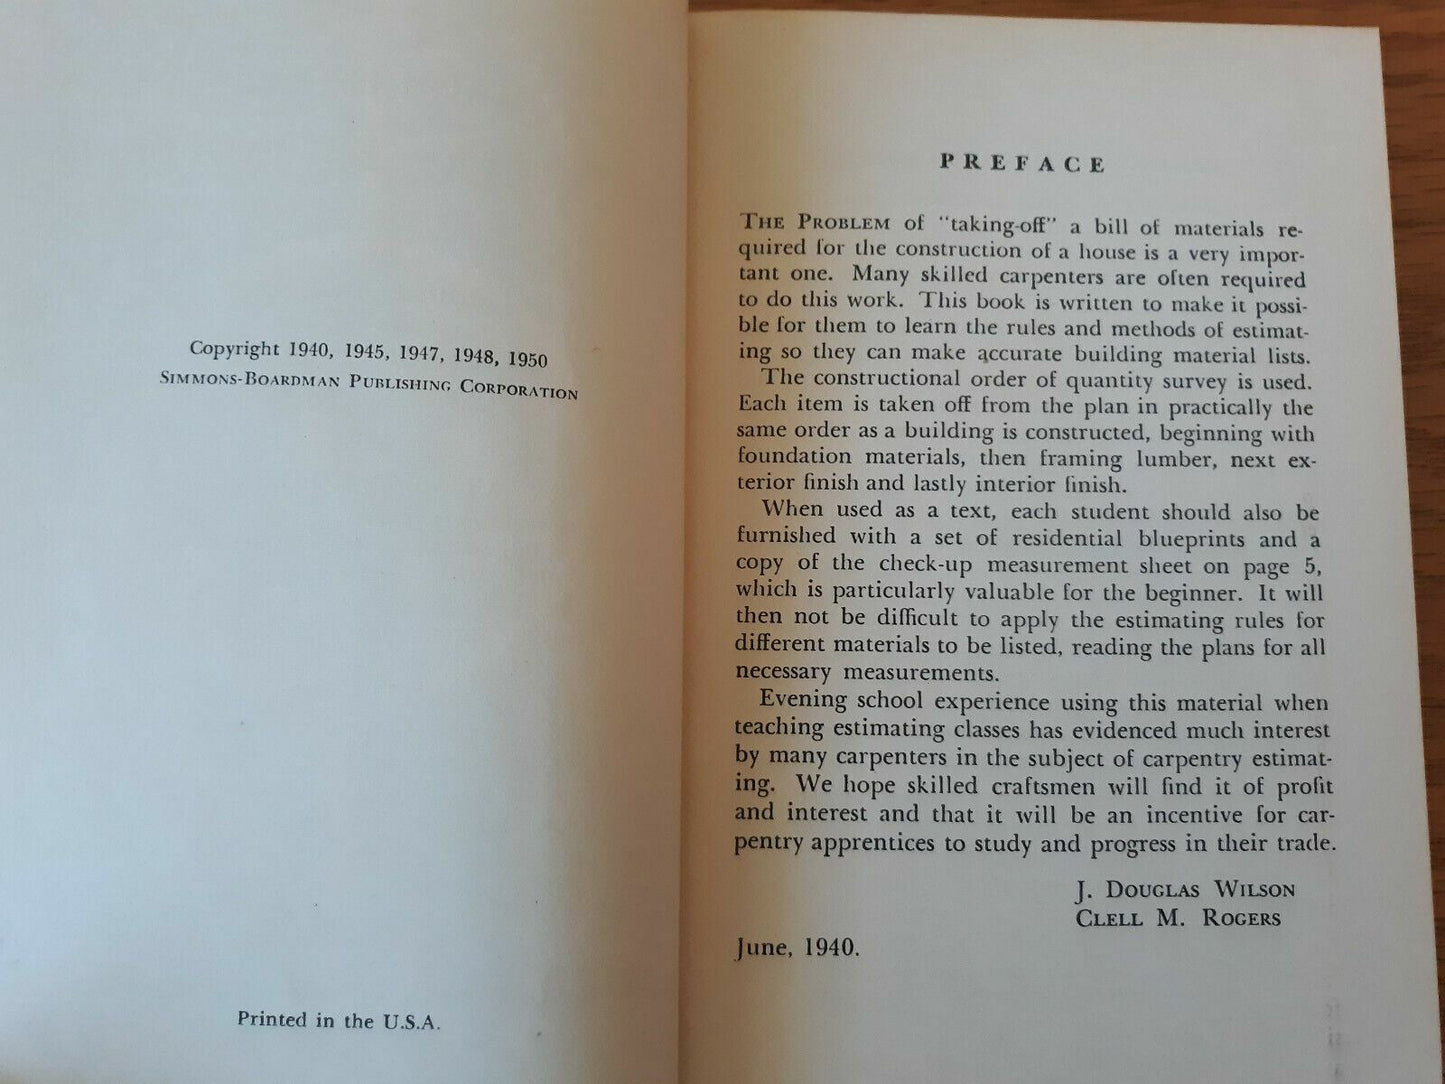 Copyright 1940, 1945, 1947, 1948, 1950
SIMMONS-BOARDMAN PUBLISHING CORPORATION
Printed in the U.S.A.
PREFACE
THE PROBLEM of "taking-off" a bill of materials re-
quired for the construction of a house is a very impor-
tant one. Many skilled carpenters are often required
to do this work. This book is written to make it possi-
ble for them to learn the rules and methods of estimat-
ing so they can make accurate building material lists.
The constructional order of quantity survey is used.
Each item is taken off from the plan in practically the
same order as a building is constructed, beginning with
foundation materials, then framing lumber, next ex-
terior finish and lastly interior finish.
When used as a text, each student should also be
furnished with a set of residential blueprints and a
copy of the check-up measurement sheet on page 5,
which is particularly valuable for the beginner. It will
then not be difficult to apply the estimating rules for
different materials to be listed, reading the plans for all
necessary measurements.
Evening school experience using this material when
teaching estimating classes has evidenced much interest
by many carpenters in the subject of carpentry estimat-
ing. We hope skilled craftsmen will find it of profit
and interest and that it will be an incentive for car-
pentry apprentices to study and progress in their trade.
J. DOUGLAS WILSON
CLELL M. ROGERS
June, 1940.